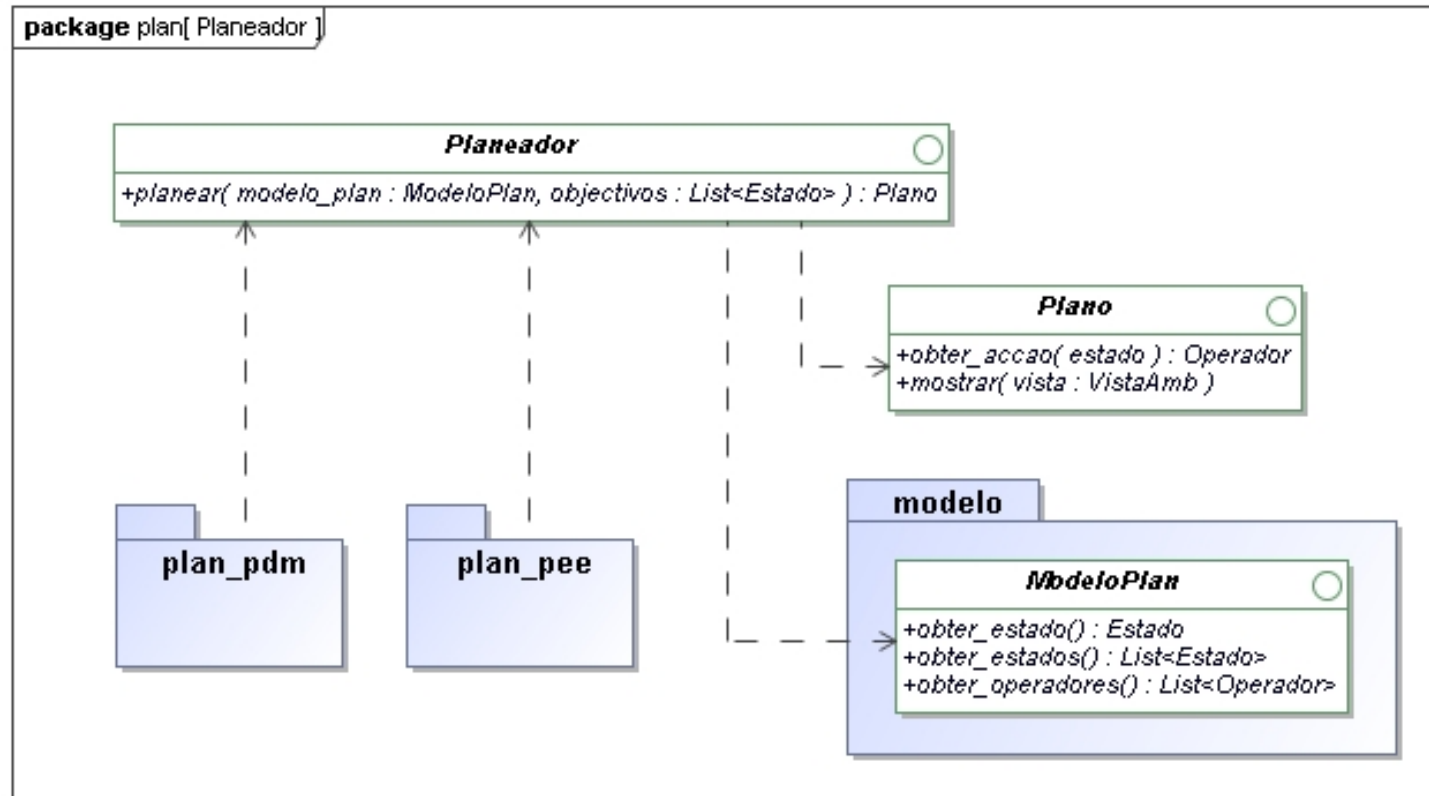 package plan[ Planeador ]
Planeador
+planear( modelo_plan : ModeloPlan, objectivos : List<Estado> ) : Plano
Plano
+obter_accao( estado ) : Operador
+mostrar( vista : VistaAmb )
modelo
plan_pdm
plan_pee
ModeloPlan
+obter_estado() : Estado
+obter_estados() : List<Estado>
+obter_operadores() : List<Operador>